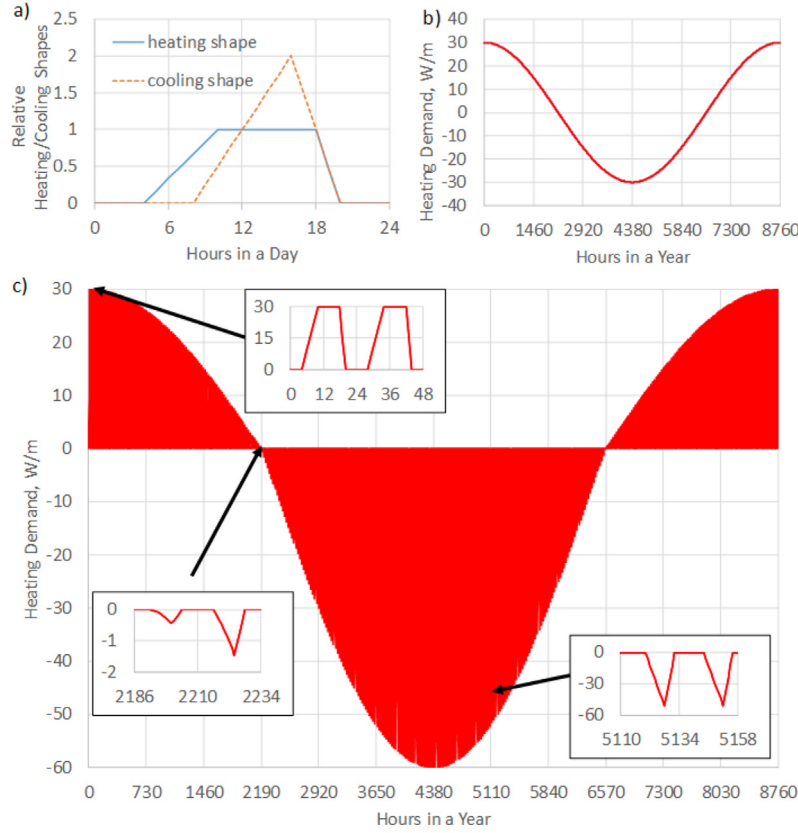 a)
2.5
2
1.5
1
0.5
0
Relative
Heating/Cooling Shapes
heating shape
cooling shape
0 6 12 18 24
Hours in a Day
b)
40
30
20
10
0
-10
-20
-30
-40
Heating Demand, W/m
0 1460 2920 4380 5840 7300 8760
Hours in a Year
c)
30
20
10
0
-10
-20
-30
-40
-50
-60
Heating Demand, W/m
30
15
0
0 12 24 36 48
0
-1
-2
2186 2210 2234
0
-30
-60
5110 5134 5158
0 730 1460 2190 2920 3650 4380 5110 5840 6570 7300 8030 8760
Hours in a Year